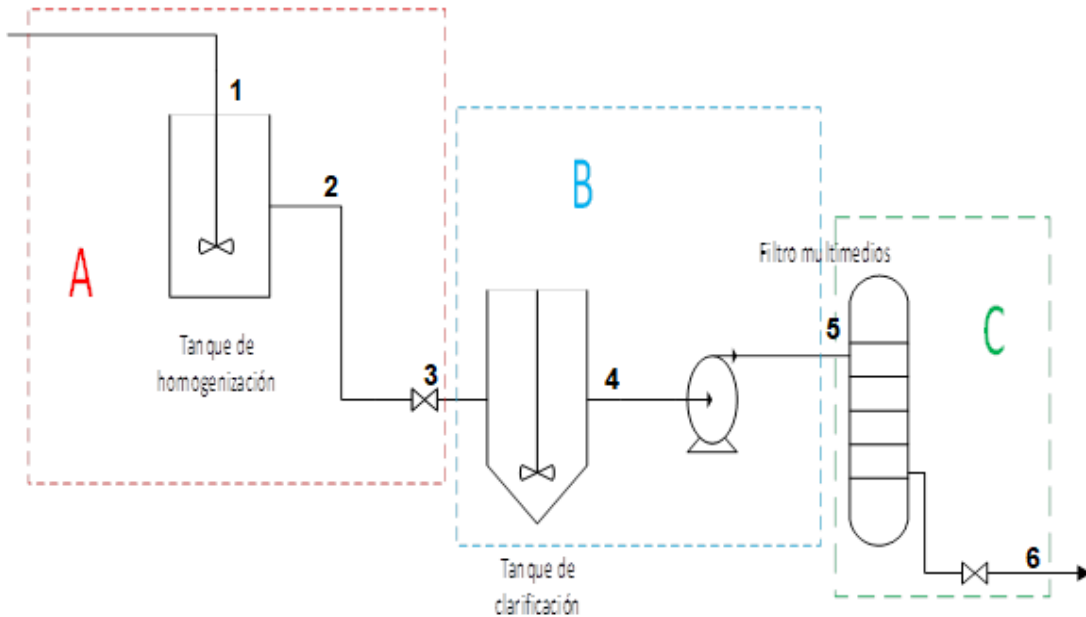 1
2
A
Tanque de
homogenización
3
B
4
Tanque de
clarificación
Filtro multimedios
5
C
6